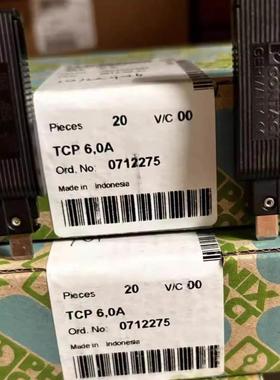 Pieces 20 V/C 00
TCP 6,0A
Ord. No: 0712275
Made in Indonesia
Pieces 20 V/C 00
TCP 6,0A
Ord. No: 0712275
Made in Indonesia